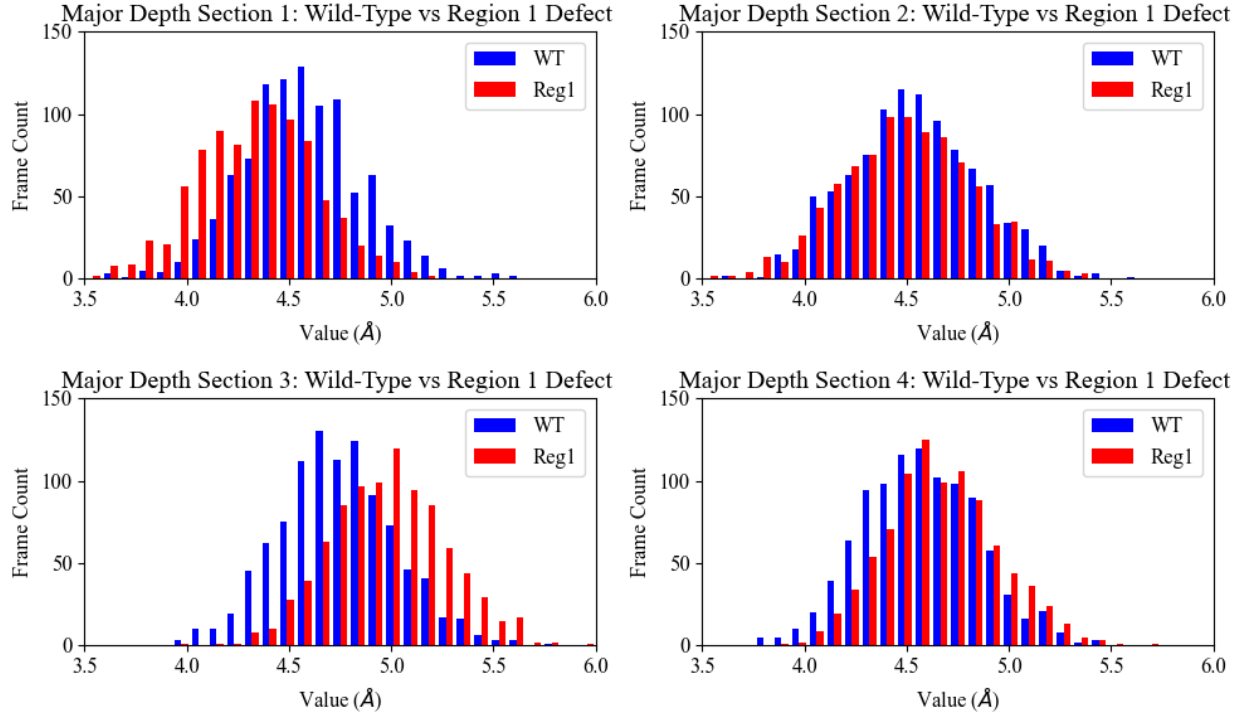 Major Depth Section 1: Wild-Type vs Region 1 Defect
150
100
50
0
Frame Count
WT
Reg1
3.5 4.0 4.5 5.0 5.5 6.0
Value (Å)
Major Depth Section 2: Wild-Type vs Region 1 Defect
150
100
50
0
Frame Count
WT
Reg1
3.5 4.0 4.5 5.0 5.5 6.0
Value (Å)
Major Depth Section 3: Wild-Type vs Region 1 Defect
150
100
50
0
Frame Count
WT
Reg1
3.5 4.0 4.5 5.0 5.5 6.0
Value (Å)
Major Depth Section 4: Wild-Type vs Region 1 Defect
150
100
50
0
Frame Count
WT
Reg1
3.5 4.0 4.5 5.0 5.5 6.0
Value (Å)